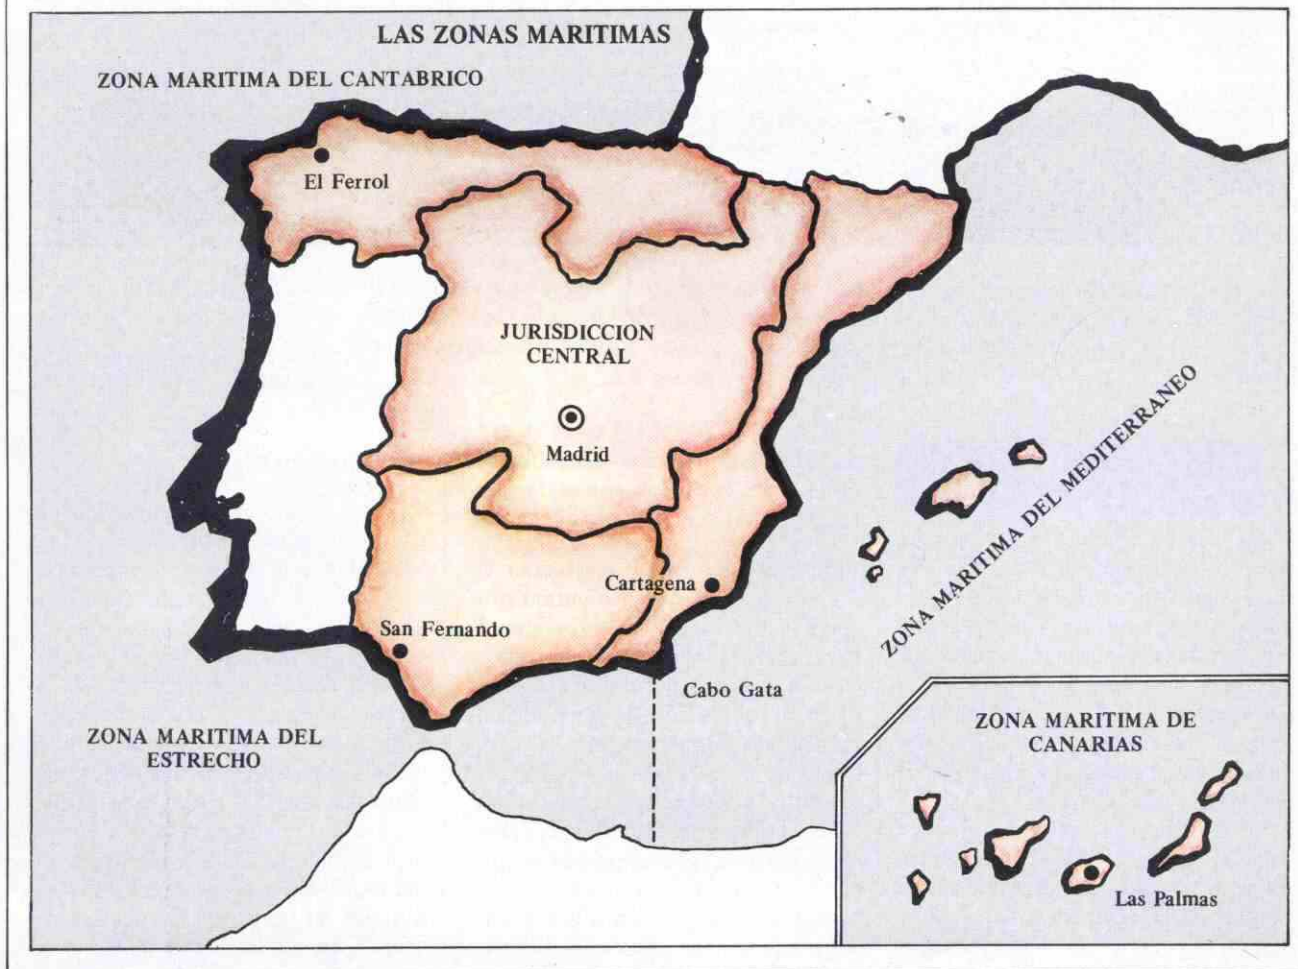 LAS ZONAS MARITIMAS
ZONA MARITIMA DEL CANTABRICO
El Ferrol
JURISDICCION
CENTRAL
Madrid
ZONA MARITIMA DEL MEDITERRANEO
Cartagena
San Fernando
Cabo Gata
ZONA MARITIMA DEL
ESTRECHO
ZONA MARITIMA DE
CANARIAS
Las Palmas